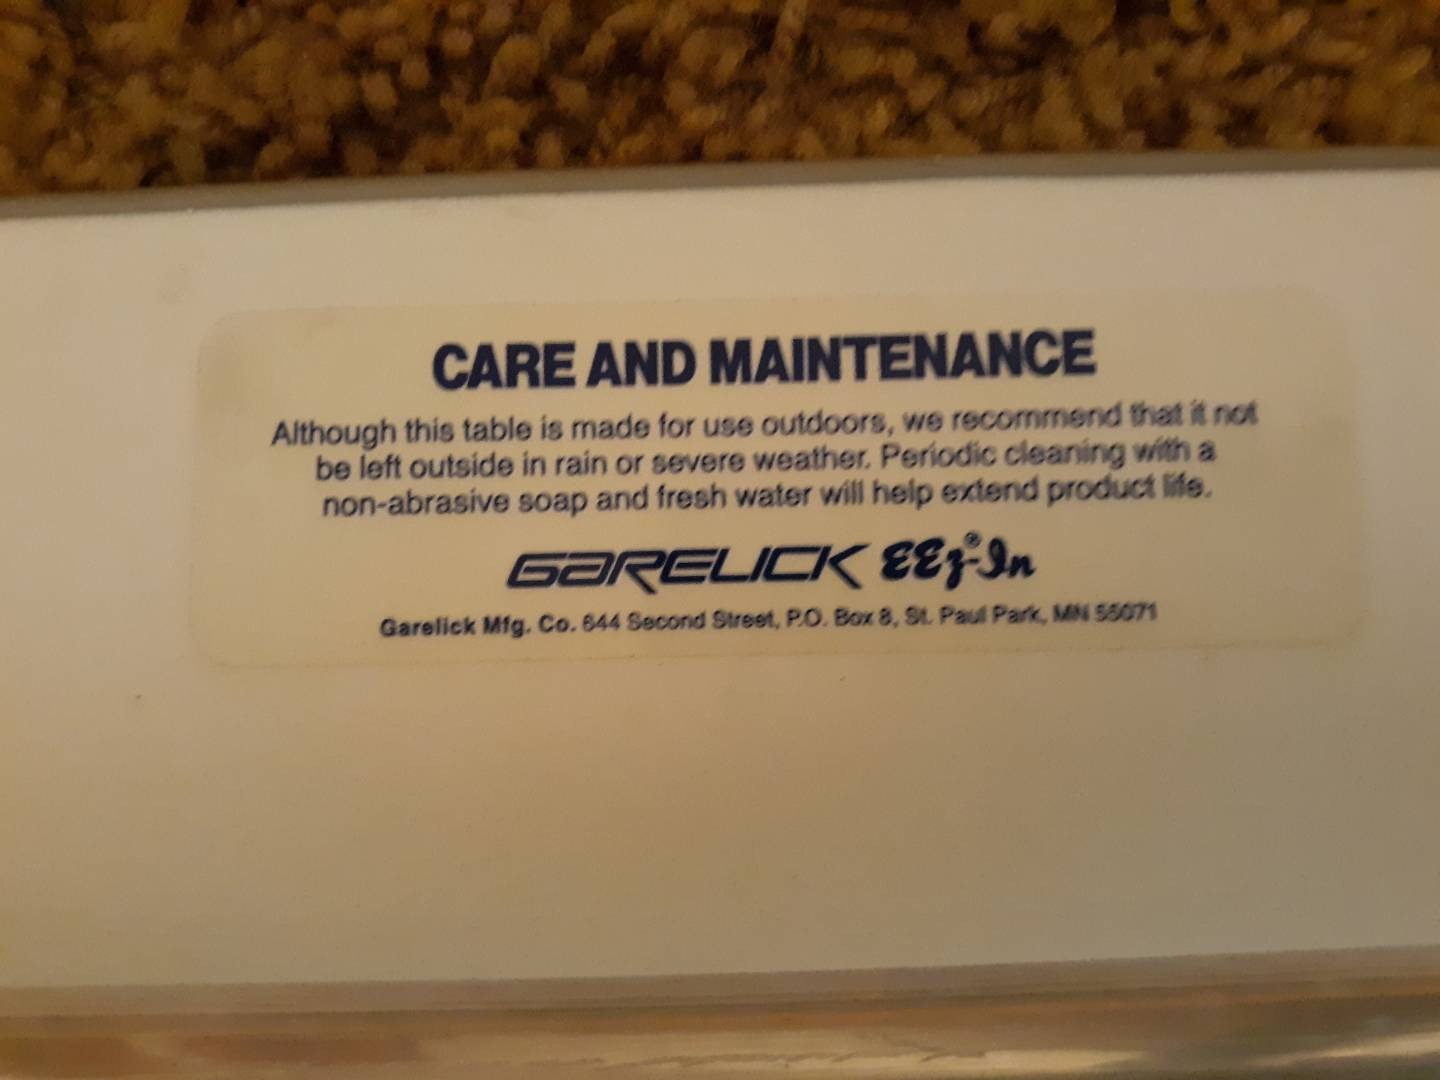 CARE AND MAINTENANCE
Although this table is made for use outdoors, we recommend that it not
be left outside in rain or severe weather. Periodic cleaning with a
non-abrasive soap and fresh water will help extend product life.
GARELICK EEz-In®
Garelick Mfg. Co. 644 Second Street, P.O. Box 8, St. Paul Park, MN 55071